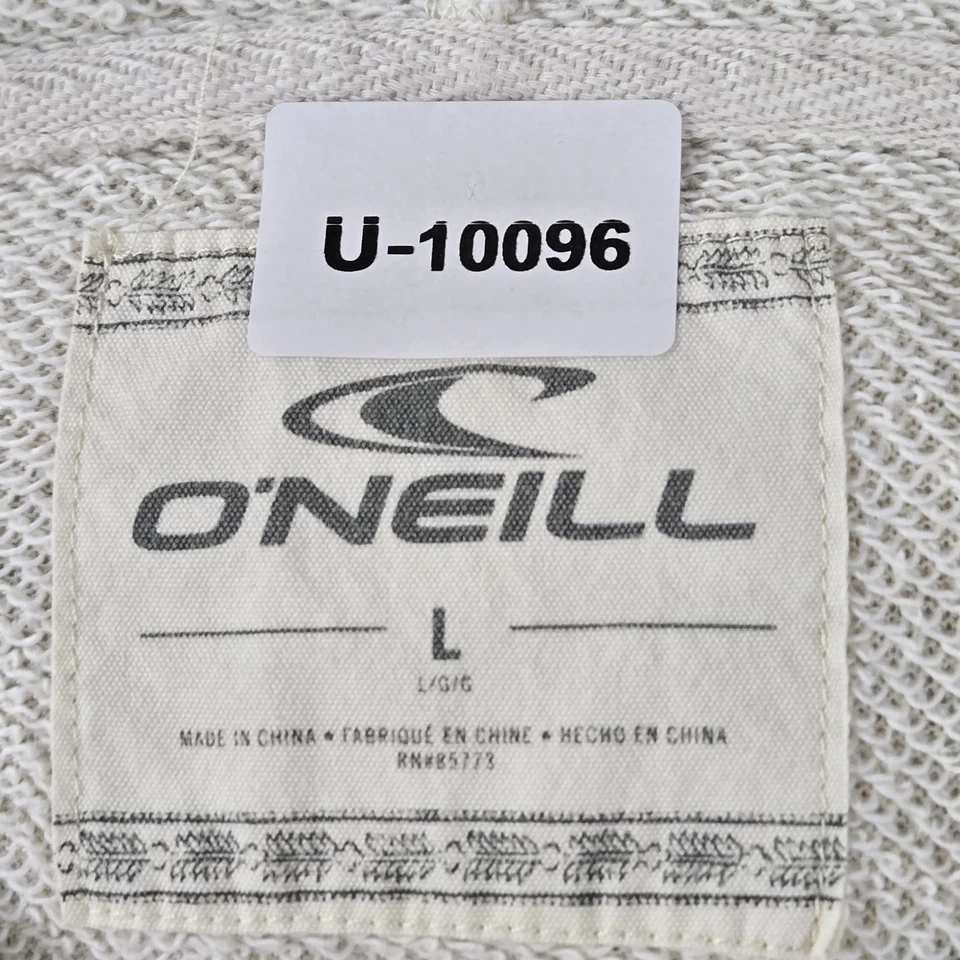 U-10096
O'NEILL
L
L/G/G
MADE IN CHINA • FABRIQUÉ EN CHINE • HECHO EN CHINA
RN#85773